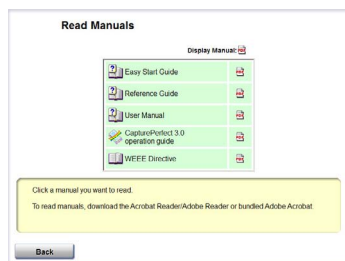 Read Manuals
Display Manual:
Easy Start Guide
Reference Guide
User Manual
CapturePerfect 3.0
operation guide
WEEE Directive
Click a manual you want to read.
To read manuals, download the Acrobat Reader/Adobe Reader or bundled Adobe Acrobat.
Back